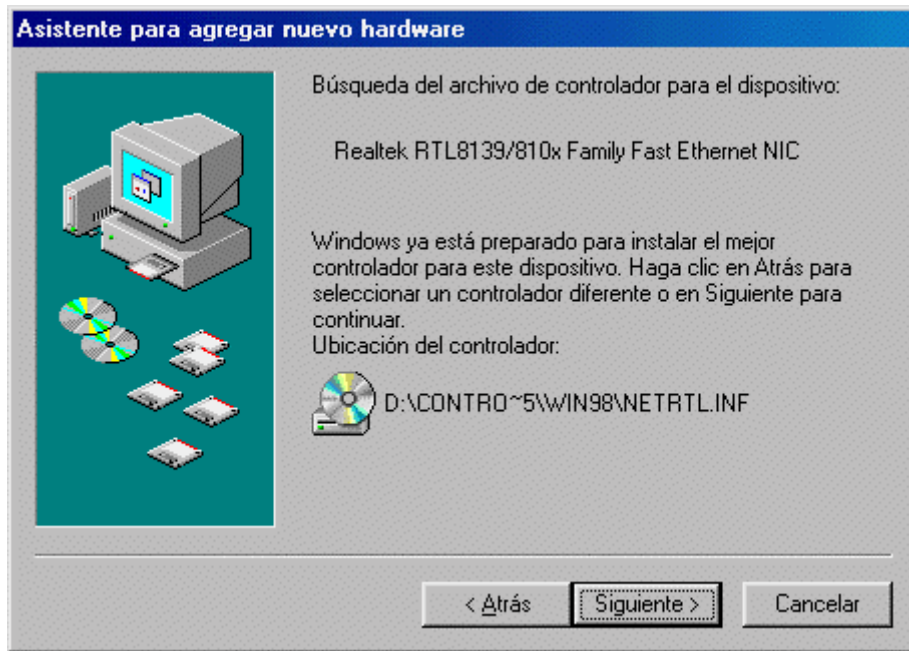 Asistente para agregar nuevo hardware
Búsqueda del archivo de controlador para el dispositivo:
Realtek RTL8139/810x Family Fast Ethernet NIC
Windows ya está preparado para instalar el mejor
controlador para este dispositivo. Haga clic en Atrás para
seleccionar un controlador diferente o en Siguiente para
continuar.
Ubicación del controlador:
D:\CONTRO~5\WIN98\NETRTL.INF
< Atrás Siguiente > Cancelar